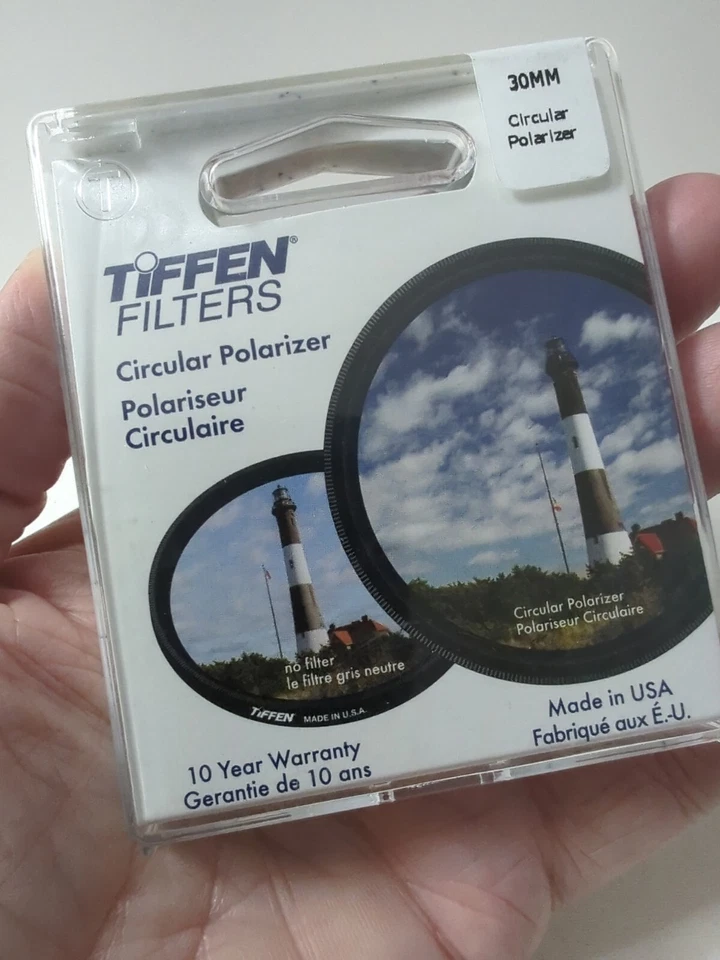 30MM
Circular
Polarizer
T
TiFFEN®
FILTERS
Circular Polarizer
Polariseur
Circulaire
Circular Polarizer
Polariseur Circulaire
no filter
le filtre gris neutre
TiFFEN MADE IN U.S.A.
Made in USA
Fabriqué aux É.-U.
10 Year Warranty
Gerantie de 10 ans